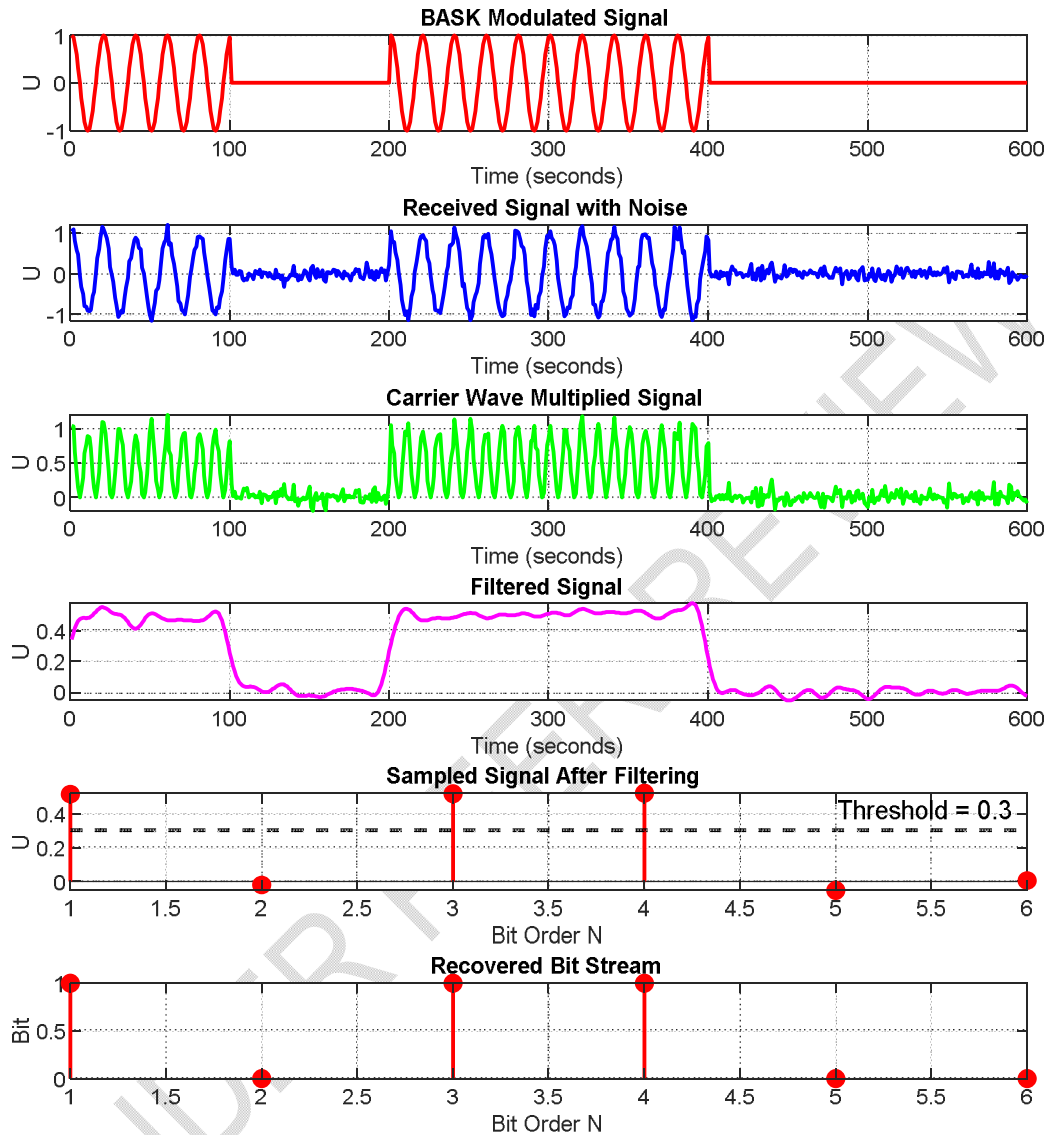 BASK Modulated Signal
1
0
-1
U
0 100 200 300 400 500 600
Time (seconds)
Received Signal with Noise
1
0
-1
U
0 100 200 300 400 500 600
Time (seconds)
Carrier Wave Multiplied Signal
1
0.5
0
U
0 100 200 300 400 500 600
Time (seconds)
Filtered Signal
0.4
0.2
0
U
0 100 200 300 400 500 600
Time (seconds)
Sampled Signal After Filtering
Threshold = 0.3
0.4
0.2
0
U
1 1.5 2 2.5 3 3.5 4 4.5 5 5.5 6
Bit Order N
Recovered Bit Stream
1
0.5
0
Bit
1 1.5 2 2.5 3 3.5 4 4.5 5 5.5 6
Bit Order N
UNDER PEER REVIEW